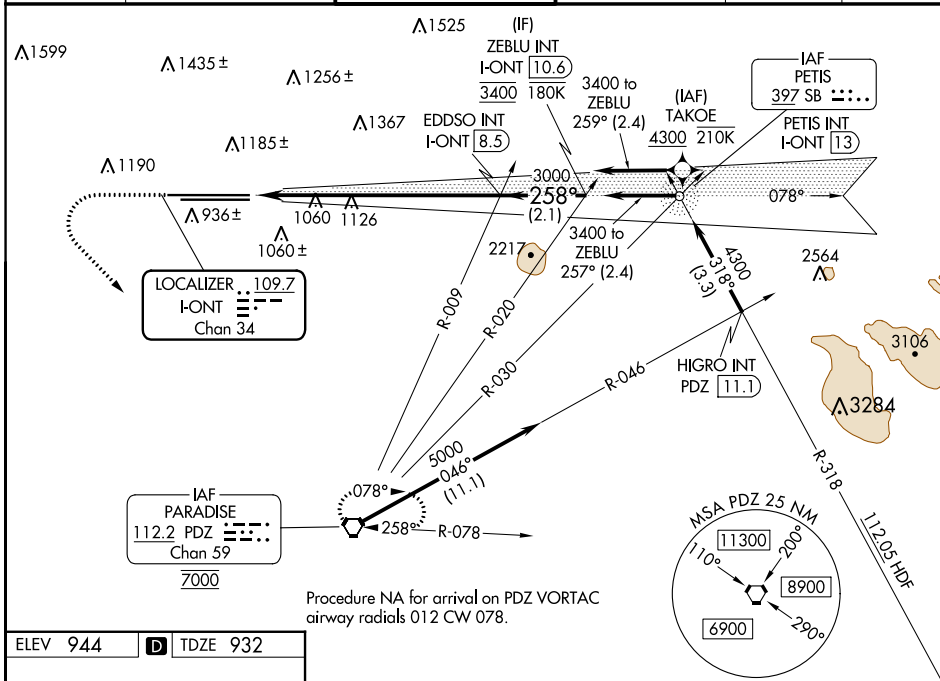 1525
(IF)
ZEBLU INT
I-ONT 10.6
3400 180K
1599
1435 ±
1256 ±
1367
1185 ±
1190
936 ±
1060
1126
1060 ±
EDDSO INT
I-ONT 8.5
3400 to
ZEBLU
259° (2.4)
(IAF)
TAKOE
4300 210K
IAF
PETIS
397 SB
PETIS INT
I-ONT 13
3000
258°
(2.1)
078°
3400 to
ZEBLU
257° (2.4)
2217
4300
318°
(3.3)
2564
3106
3284
LOCALIZER 109.7
I-ONT
Chan 34
R-009
R-020
R-030
R-046
HIGRO INT
PDZ 11.1
R-318
112.05 HDF
5000
046°
(11.1)
078°
258°
R-078
IAF
PARADISE
112.2 PDZ
Chan 59
7000
MSA PDZ 25 NM
11300
110°
200°
8900
6900
290°
Procedure NA for arrival on PDZ VORTAC
airway radials 012 CW 078.
ELEV 944 D TDZE 932